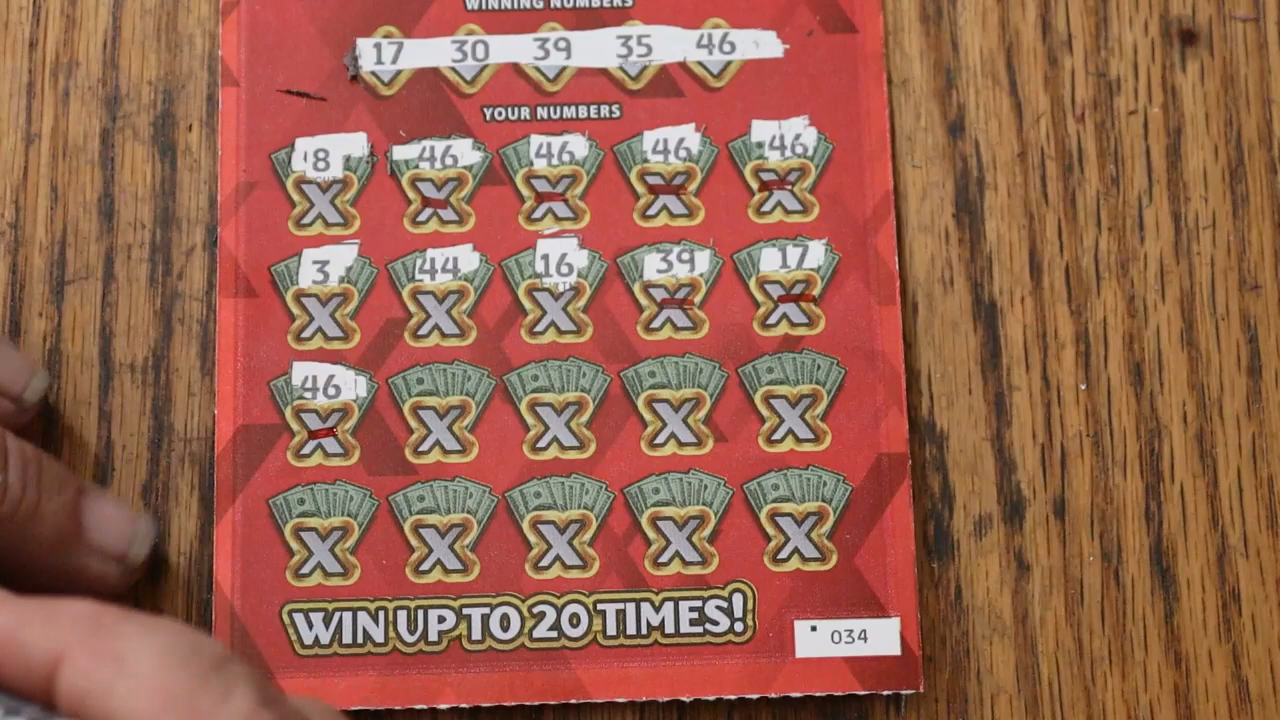 WINNING NUMBERS
17 30 39 35 46
YOUR NUMBERS
8 46 46 46 46
X X X X X
3 44 16 39 17
X X X X X
46
X X X X X
X X X X X
WIN UP TO 20 TIMES!
034